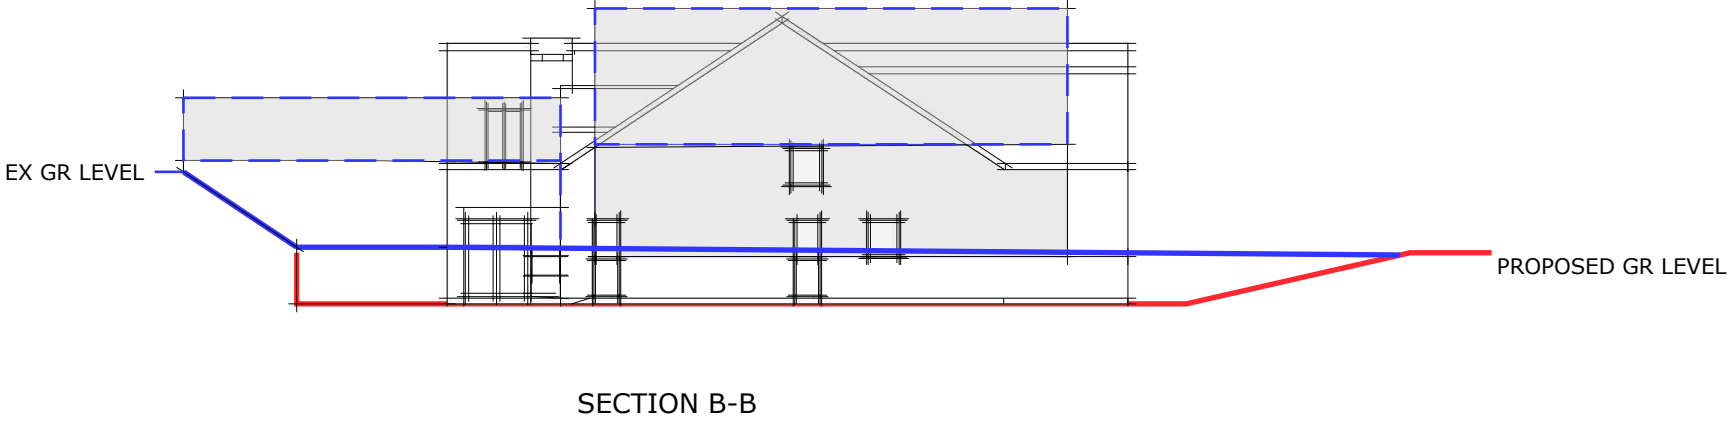 EX GR LEVEL
PROPOSED GR LEVEL
SECTION B-B